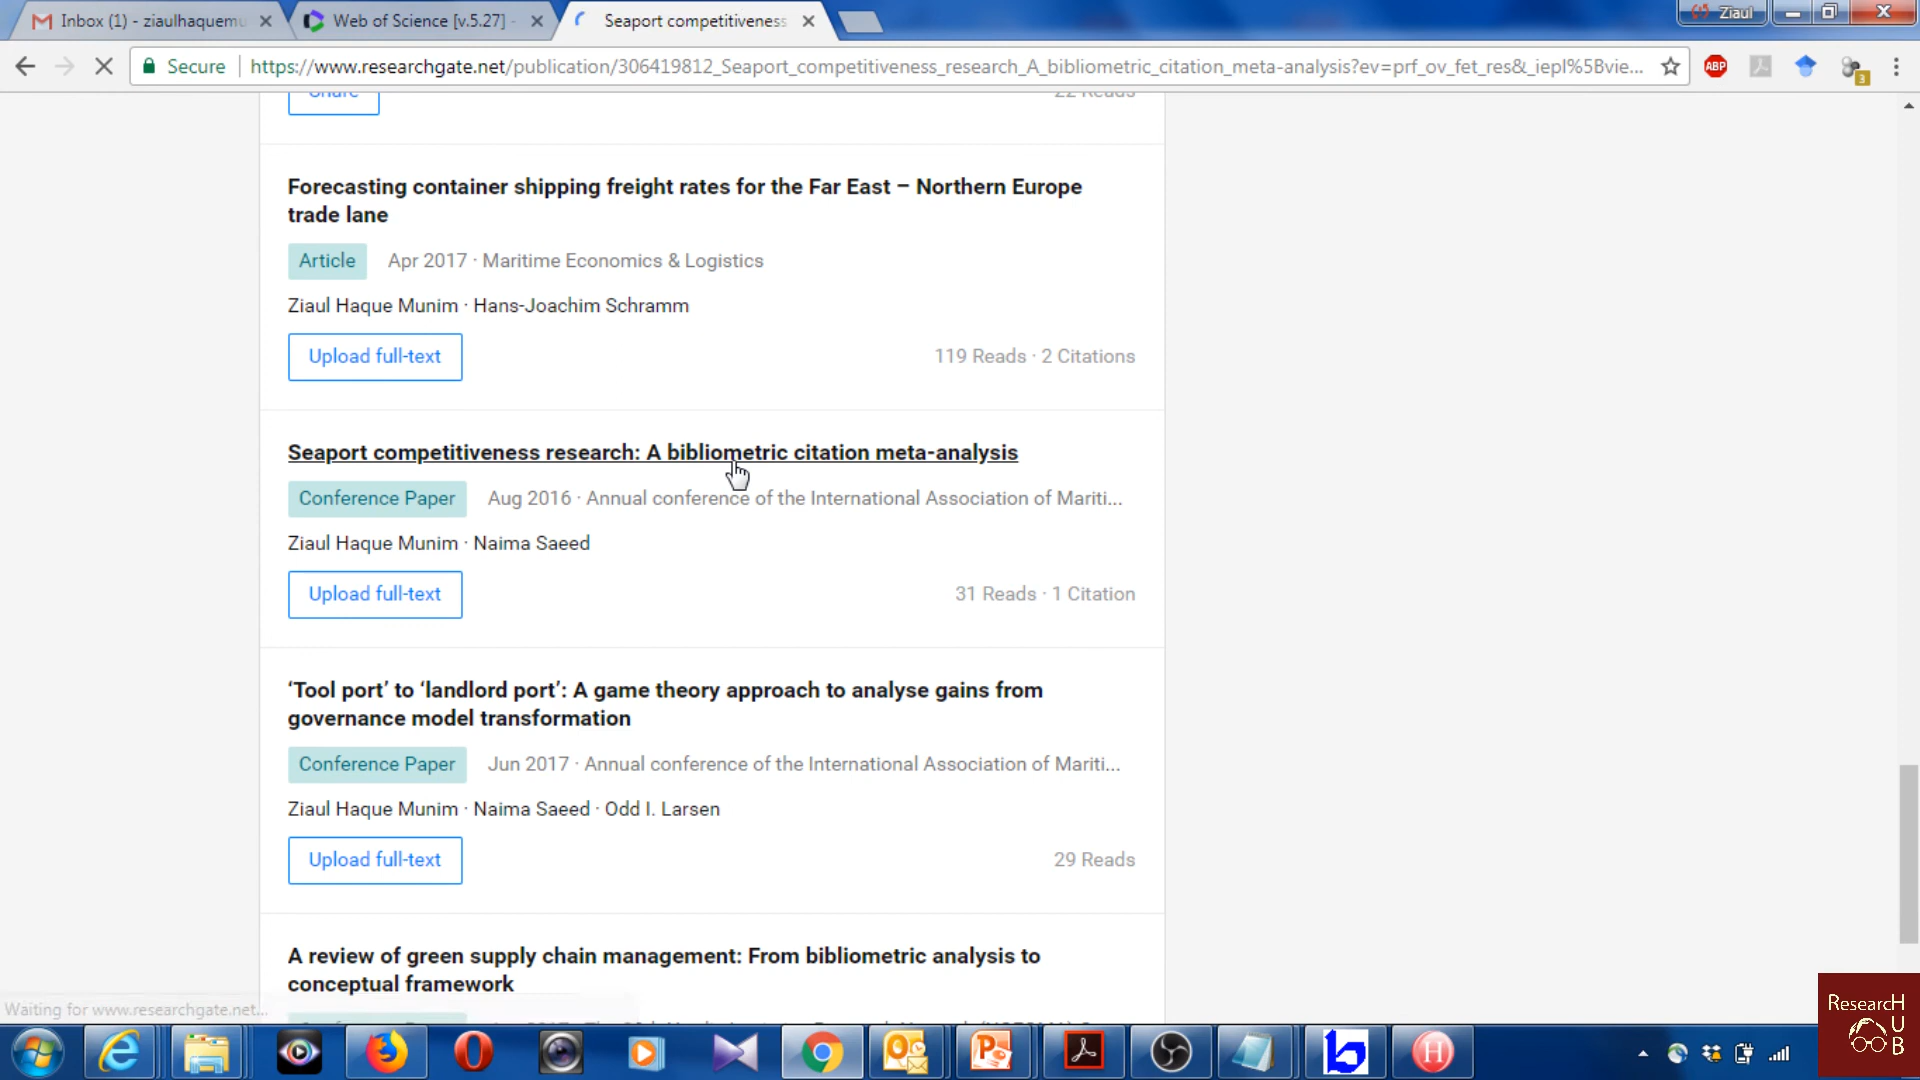 Inbox (1) - ziaulhaquemu
Web of Science [v.5.27] -
Seaport competitiveness
Ziaul
Secure
https://www.researchgate.net/publication/306419812_Seaport_competitiveness_research_A_bibliometric_citation_meta-analysis?ev=prf_ov_fet_res&_iepl%5Bvie...
ABP
3
Share
22 Reads
Forecasting container shipping freight rates for the Far East – Northern Europe
trade lane
Article
Apr 2017 · Maritime Economics & Logistics
Ziaul Haque Munim · Hans-Joachim Schramm
Upload full-text
119 Reads · 2 Citations
Seaport competitiveness research: A bibliometric citation meta-analysis
Conference Paper
Aug 2016 · Annual conference of the International Association of Mariti...
Ziaul Haque Munim · Naima Saeed
Upload full-text
31 Reads · 1 Citation
‘Tool port’ to ‘landlord port’: A game theory approach to analyse gains from
governance model transformation
Conference Paper
Jun 2017 · Annual conference of the International Association of Mariti...
Ziaul Haque Munim · Naima Saeed · Odd I. Larsen
Upload full-text
29 Reads
A review of green supply chain management: From bibliometric analysis to
conceptual framework
Waiting for www.researchgate.net...
ResearcH
U
B